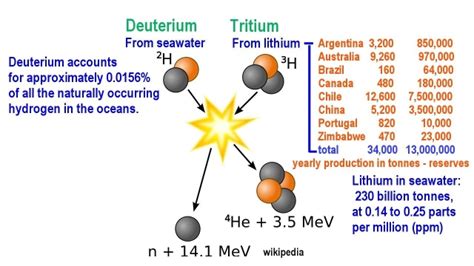 Deuterium
From seawater
²H
Tritium
From lithium
³H
Deuterium accounts
for approximately 0.0156%
of all the naturally occurring
hydrogen in the oceans.
Argentina 3,200 850,000
Australia 9,260 970,000
Brazil 160 64,000
Canada 480 180,000
Chile 12,600 7,500,000
China 5,200 3,500,000
Portugal 820 10,000
Zimbabwe 470 23,000
total 34,000 13,000,000
yearly production in tonnes - reserves
Lithium in seawater:
230 billion tonnes,
at 0.14 to 0.25 parts
per million (ppm)
⁴He + 3.5 MeV
n + 14.1 MeV
wikipedia